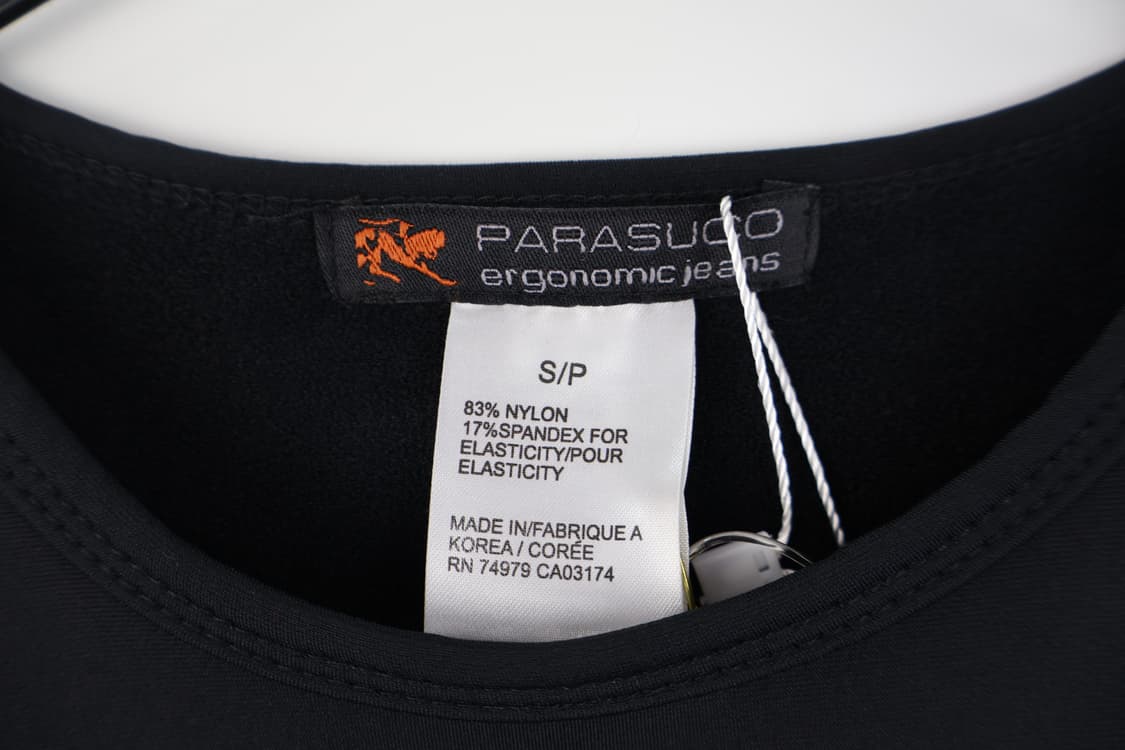 PARASUCO
ergonomic jeans
S/P
83% NYLON
17%SPANDEX FOR
ELASTICITY/POUR
ELASTICITY
MADE IN/FABRIQUE A
KOREA / CORÉE
RN 74979 CA03174